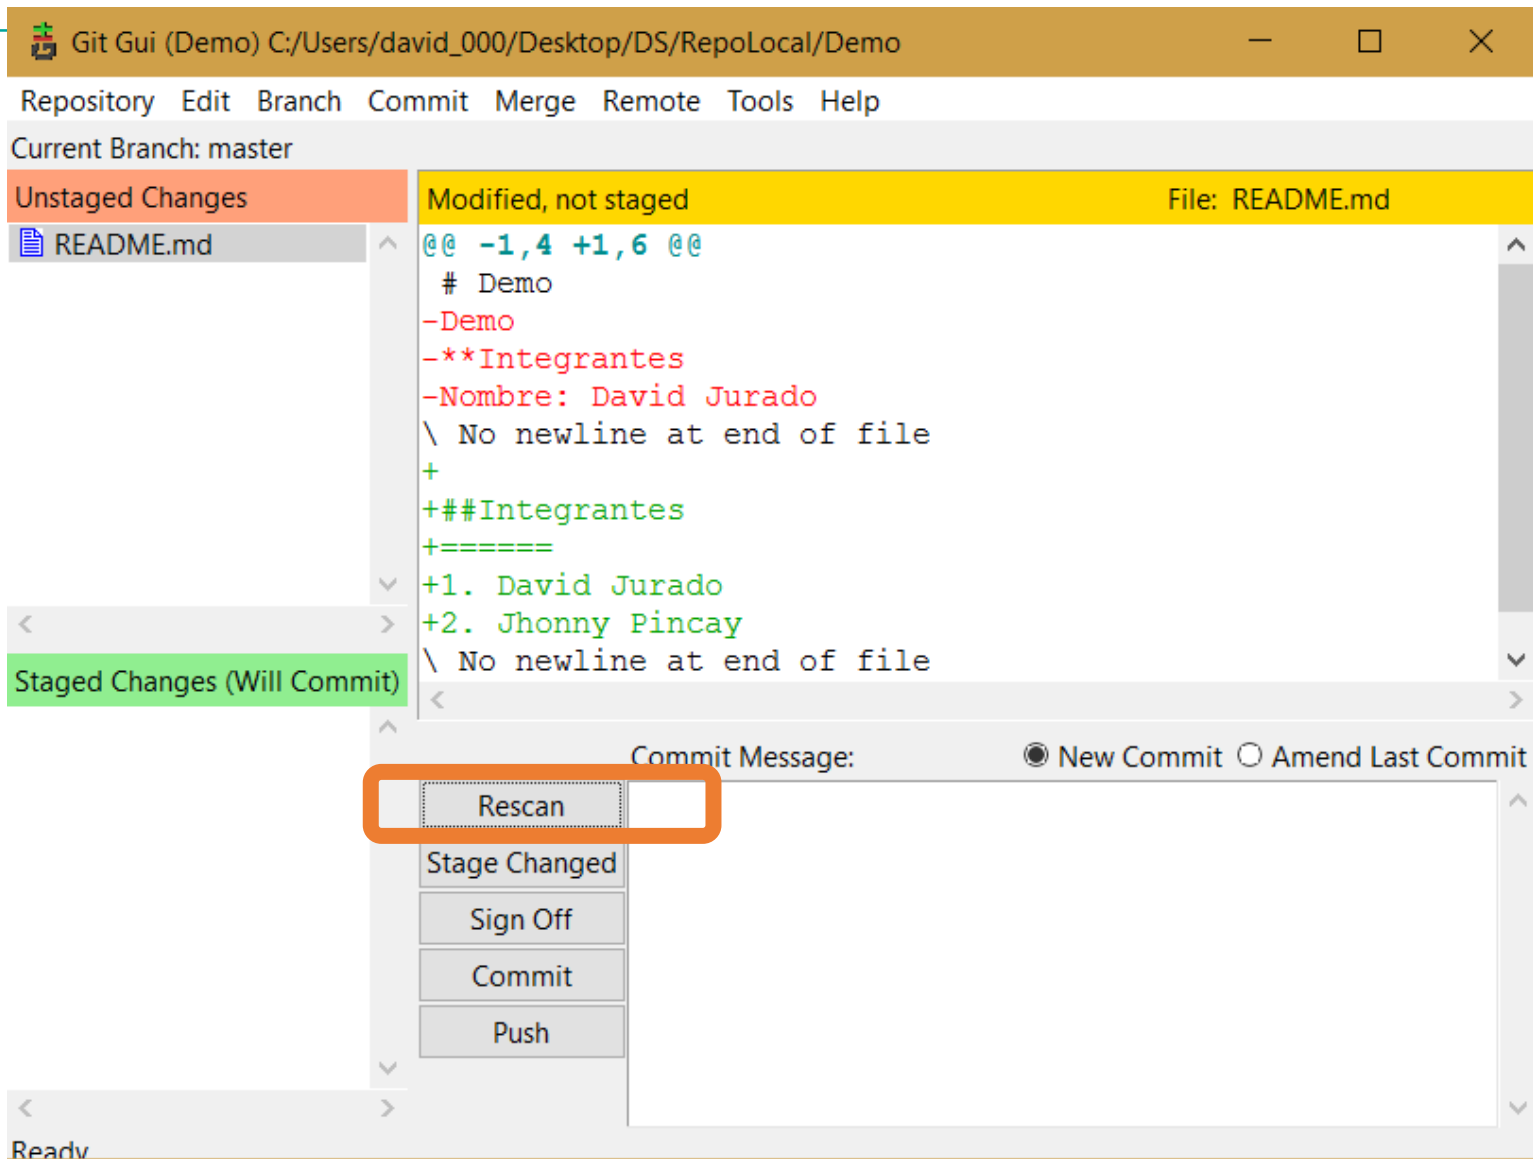 Git Gui (Demo) C:/Users/david_000/Desktop/DS/RepoLocal/Demo
Repository Edit Branch Commit Merge Remote Tools Help
Current Branch: master
Unstaged Changes
README.md
Modified, not staged File: README.md
@@ -1,4 +1,6 @@
# Demo
-Demo
-**Integrantes
-Nombre: David Jurado
\ No newline at end of file
+
+##Integrantes
+======
+1. David Jurado
+2. Jhonny Pincay
\ No newline at end of file
Staged Changes (Will Commit)
Commit Message: New Commit Amend Last Commit
Rescan
Stage Changed
Sign Off
Commit
Push
Ready